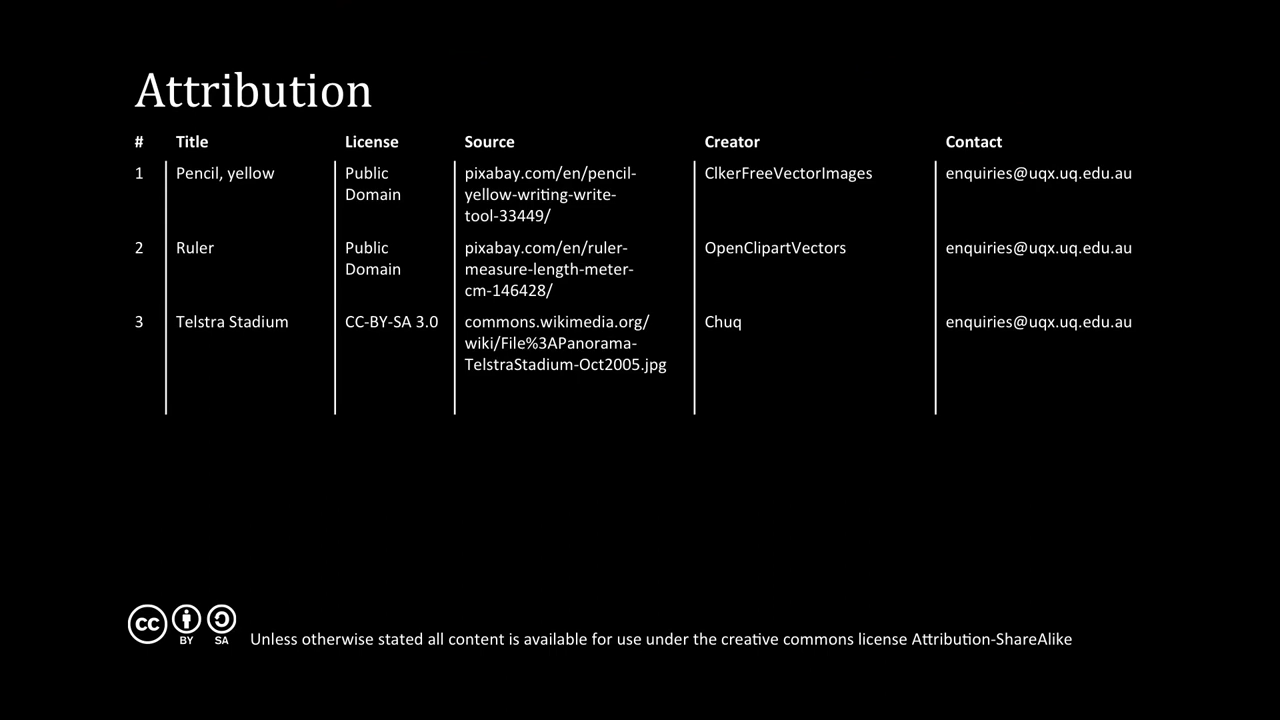 Attribution
# Title License Source Creator Contact
1 Pencil, yellow Public Domain pixabay.com/en/pencil-yellow-writing-write-tool-33449/ ClkerFreeVectorImages enquiries@uqx.uq.edu.au
2 Ruler Public Domain pixabay.com/en/ruler-measure-length-meter-cm-146428/ OpenClipartVectors enquiries@uqx.uq.edu.au
3 Telstra Stadium CC-BY-SA 3.0 commons.wikimedia.org/wiki/File%3APanorama-TelstraStadium-Oct2005.jpg Chuq enquiries@uqx.uq.edu.au
cc BY SA Unless otherwise stated all content is available for use under the creative commons license Attribution-ShareAlike